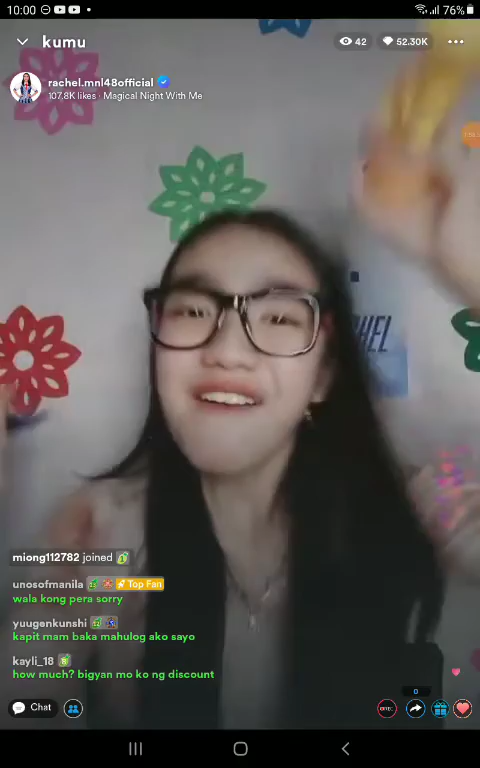 10:00
76%
kumu
42
52.30K
rachel.mnl48official
107.8K likes · Magical Night With Me
HEL
miong112782 joined
unosofmanila Top Fan
wala kong pera sorry
yuugenkunshi
kapit mam baka mahulog ako sayo
kayli_18
how much? bigyan mo ko ng discount
0
Chat